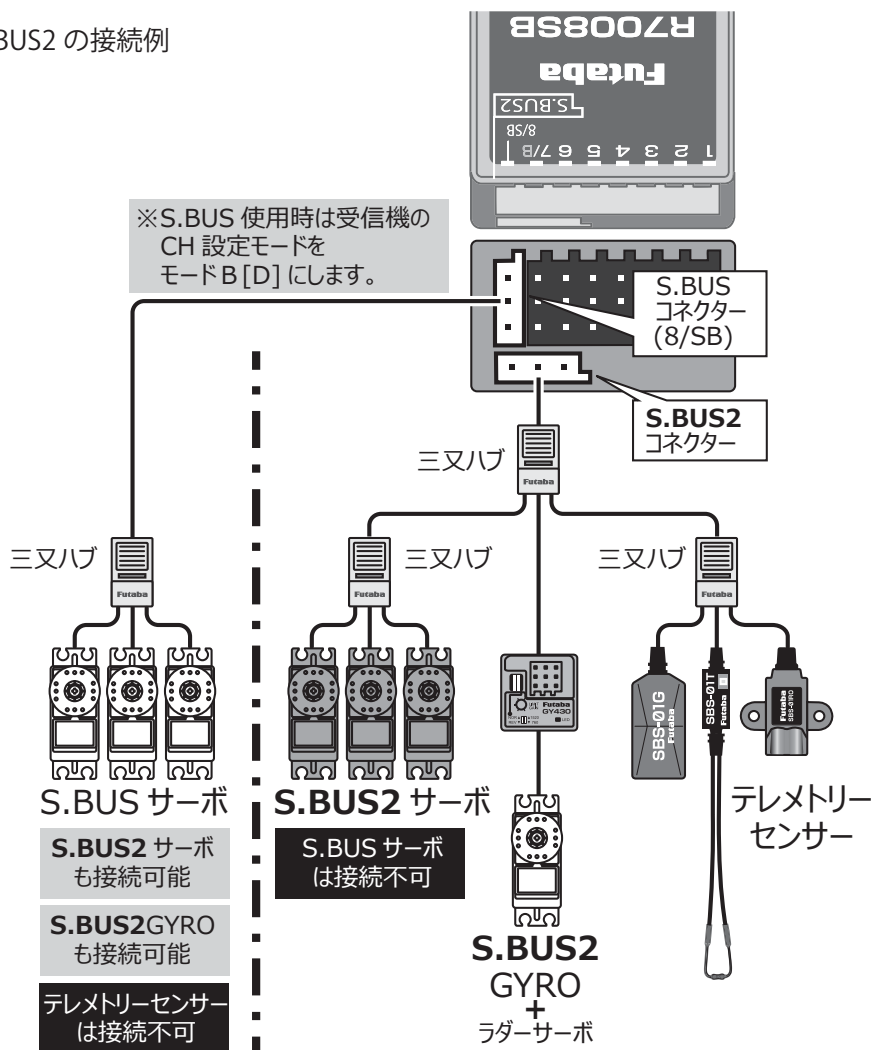 BUS2 の接続例
R7008SB
Futaba
S.BUS2
8/SB
7/B 6 5 4 3 2 1
※S.BUS 使用時は受信機の
CH 設定モードを
モードB [D] にします。
S.BUS
コネクター
(8/SB)
S.BUS2
コネクター
三又ハブ
Futaba
三又ハブ
Futaba
三又ハブ
Futaba
三又ハブ
Futaba
Futaba
GY430
LED
SBS-01G
Futaba
SBS-01T
Futaba
Futaba
SBS-01RO
S.BUS サーボ
S.BUS2 サーボ
も接続可能
S.BUS2GYRO
も接続可能
テレメトリーセンサー
は接続不可
S.BUS2 サーボ
S.BUS サーボ
は接続不可
S.BUS2
GYRO
+
ラダーサーボ
テレメトリー
センサー